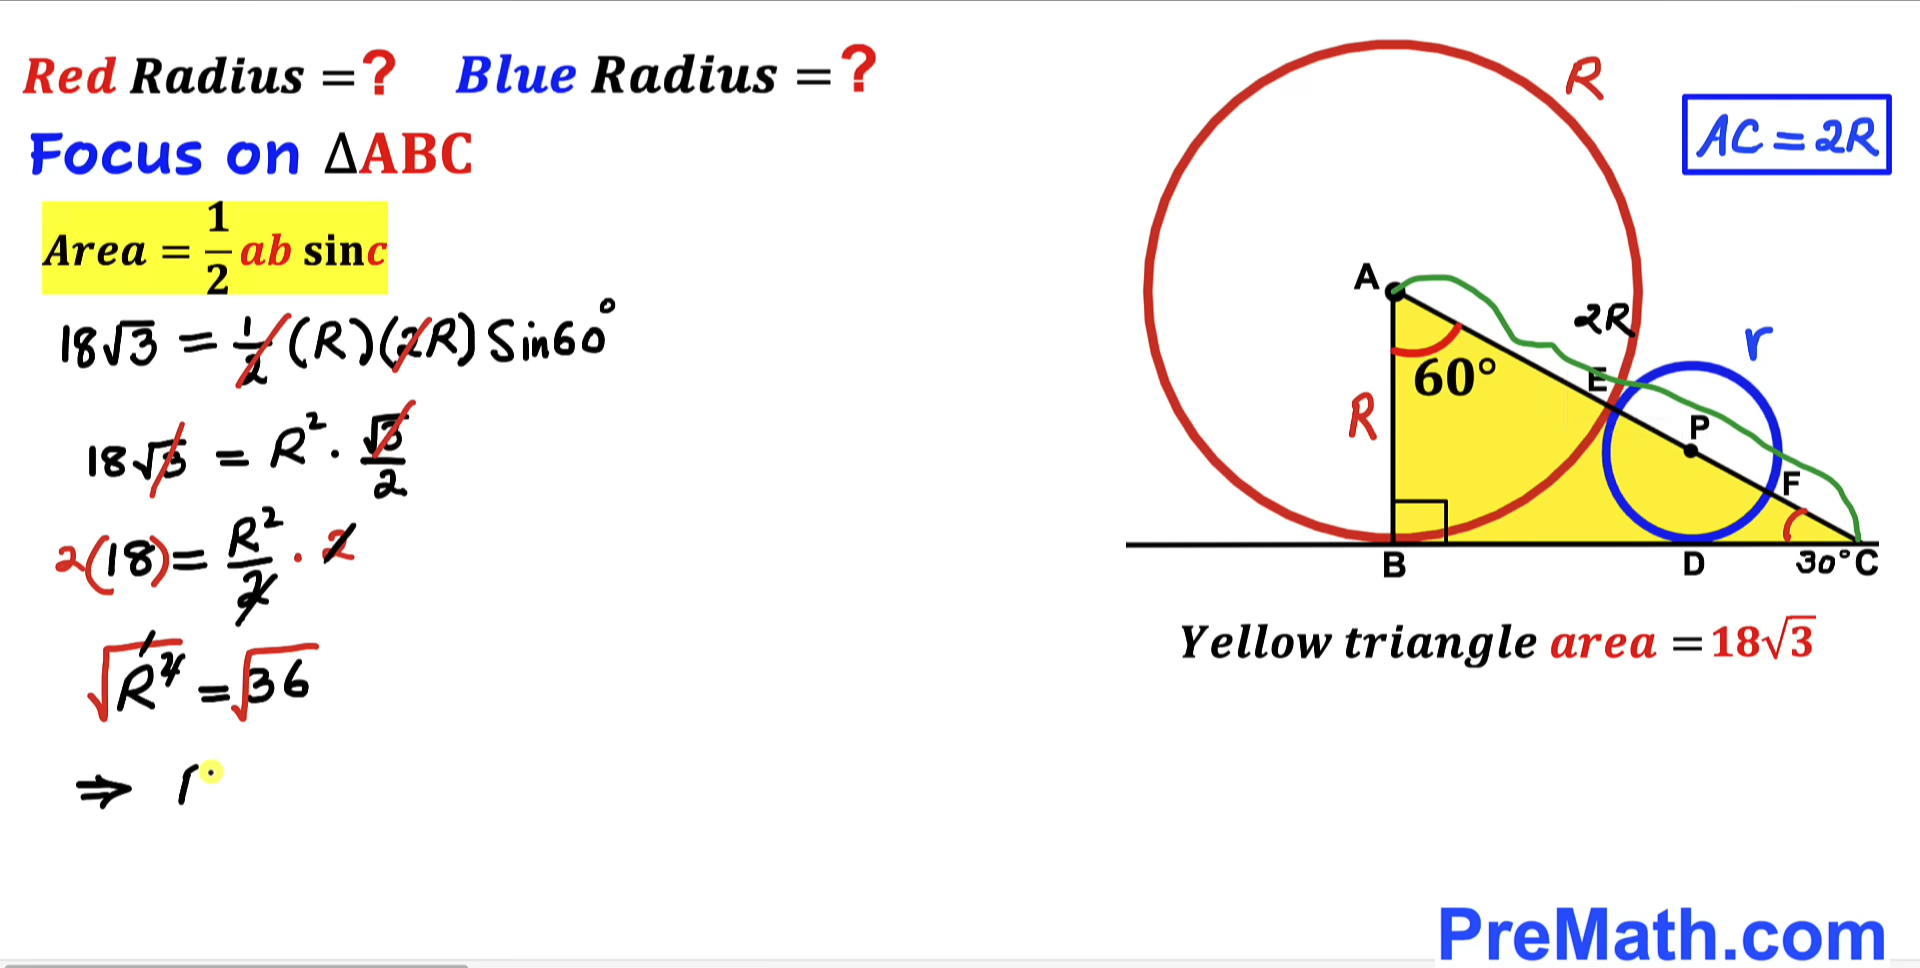 Red Radius = ? Blue Radius = ?
Focus on ΔABC
Area = 1/2 ab sinc
18√3 = 1/2 (R)(2R) Sin60°
18√3 = R² · √3/2
2(18) = R²/2 · 2
√R² = √36
⇒
R
AC = 2R
A
2R
r
60°
E
R
P
F
B
D
30°
C
Yellow triangle area = 18√3
PreMath.com